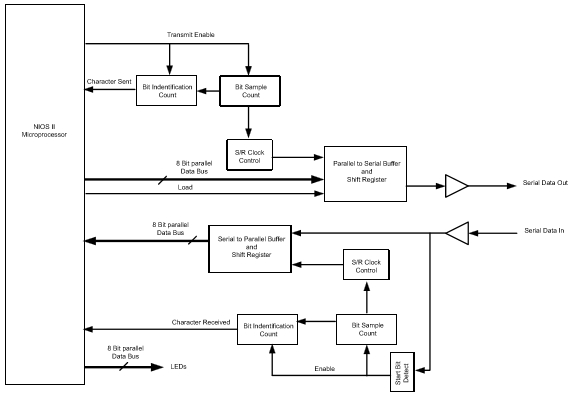 Transmit Enable
Character Sent
Bit Indentification
Count
Bit Sample
Count
NIOS II
Microprocessor
S/R Clock
Control
8 Bit parallel
Data Bus
Load
Parallel to Serial Buffer
and
Shift Register
Serial Data Out
8 Bit parallel
Data Bus
Serial to Parallel Buffer
and
Shift Register
Serial Data In
S/R Clock
Control
Character Received
Bit Indentification
Count
Bit Sample
Count
8 Bit parallel
Data Bus
LEDs
Enable
Start Bit
Detect